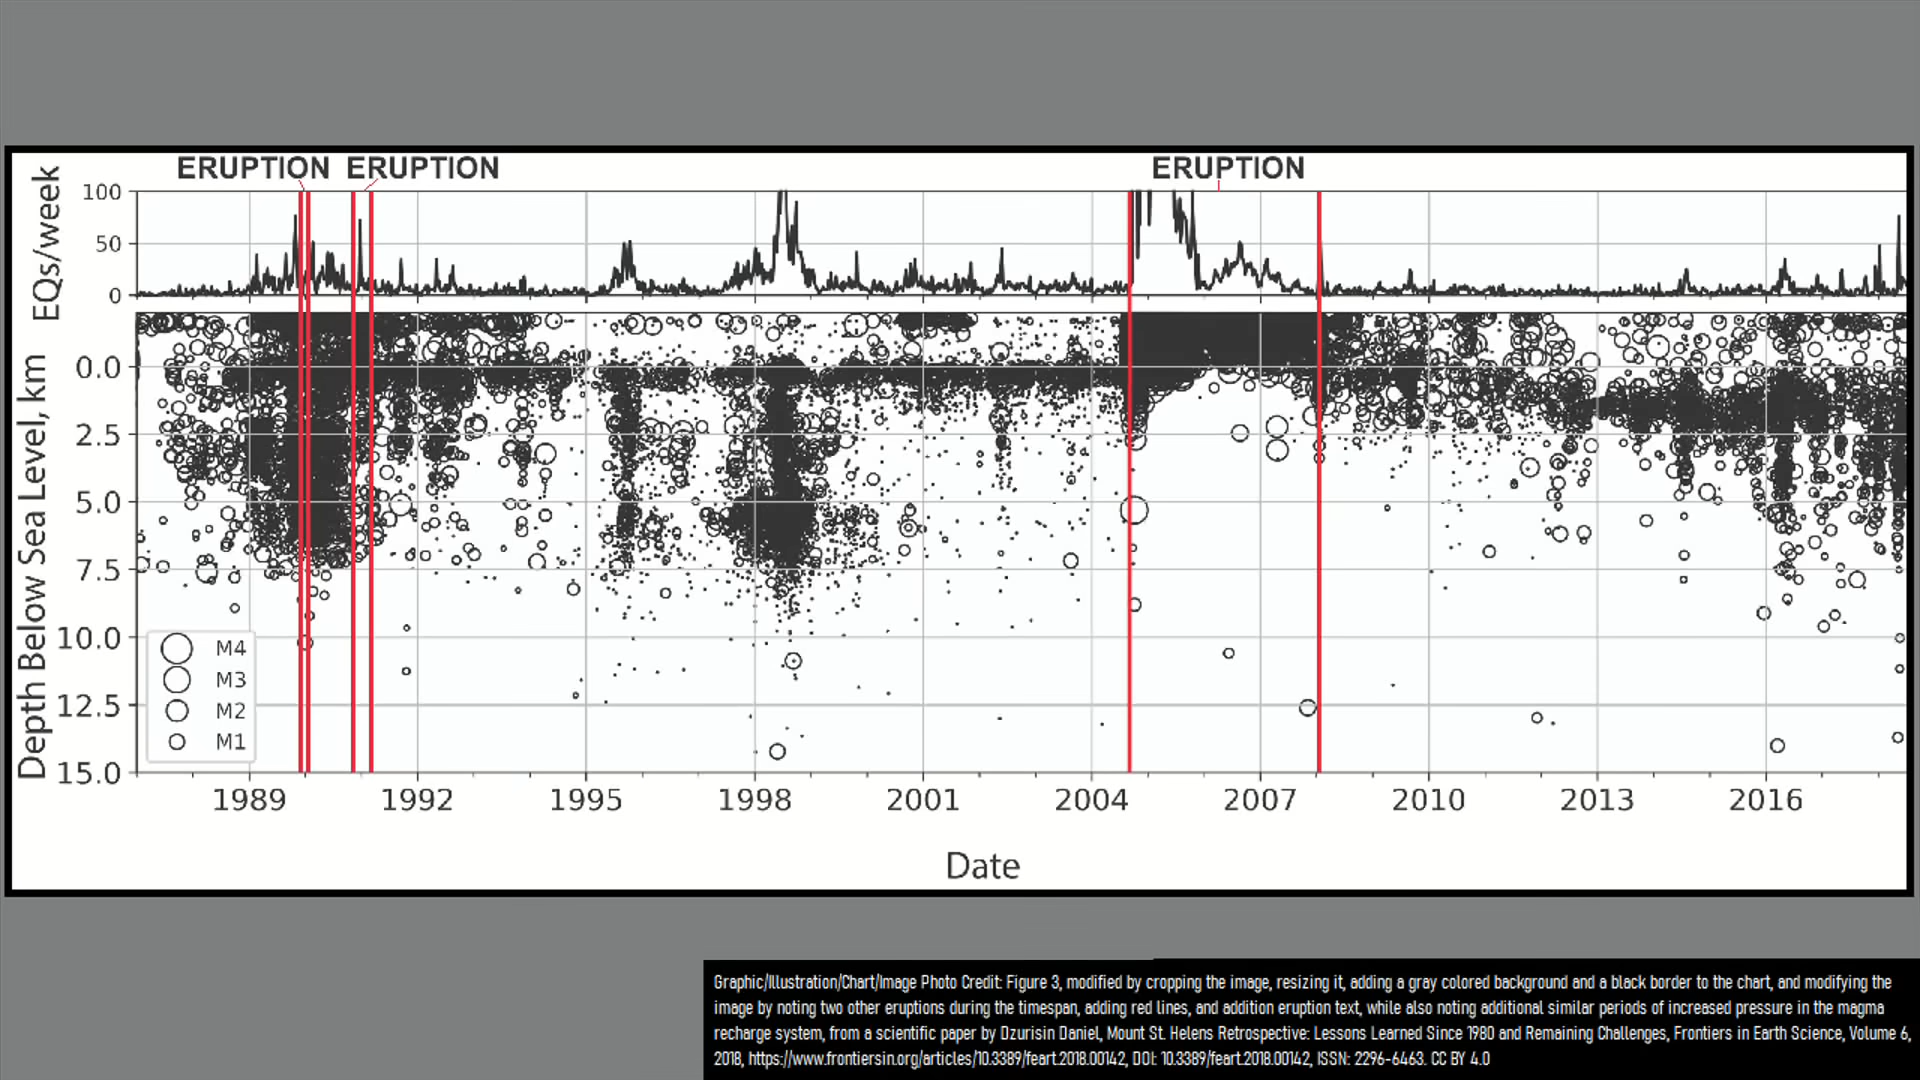 ERUPTION ERUPTION ERUPTION
EQs/week
100
50
0
Depth Below Sea Level, km
0.0
2.5
5.0
7.5
10.0
12.5
15.0
M4
M3
M2
M1
1989 1992 1995 1998 2001 2004 2007 2010 2013 2016
Date
Graphic/Illustration/Chart/Image Photo Credit: Figure 3, modified by cropping the image, resizing it, adding a gray colored background and a black border to the chart, and modifying the
image by noting two other eruptions during the timespan, adding red lines, and addition eruption text, while also noting additional similar periods of increased pressure in the magma
recharge system, from a scientific paper by Dzurisin Daniel, Mount St. Helens Retrospective: Lessons Learned Since 1980 and Remaining Challenges, Frontiers in Earth Science, Volume 6,
2018, https://www.frontiersin.org/articles/10.3389/feart.2018.00142, DOI: 10.3389/feart.2018.00142, ISSN: 2296-6463. CC BY 4.0